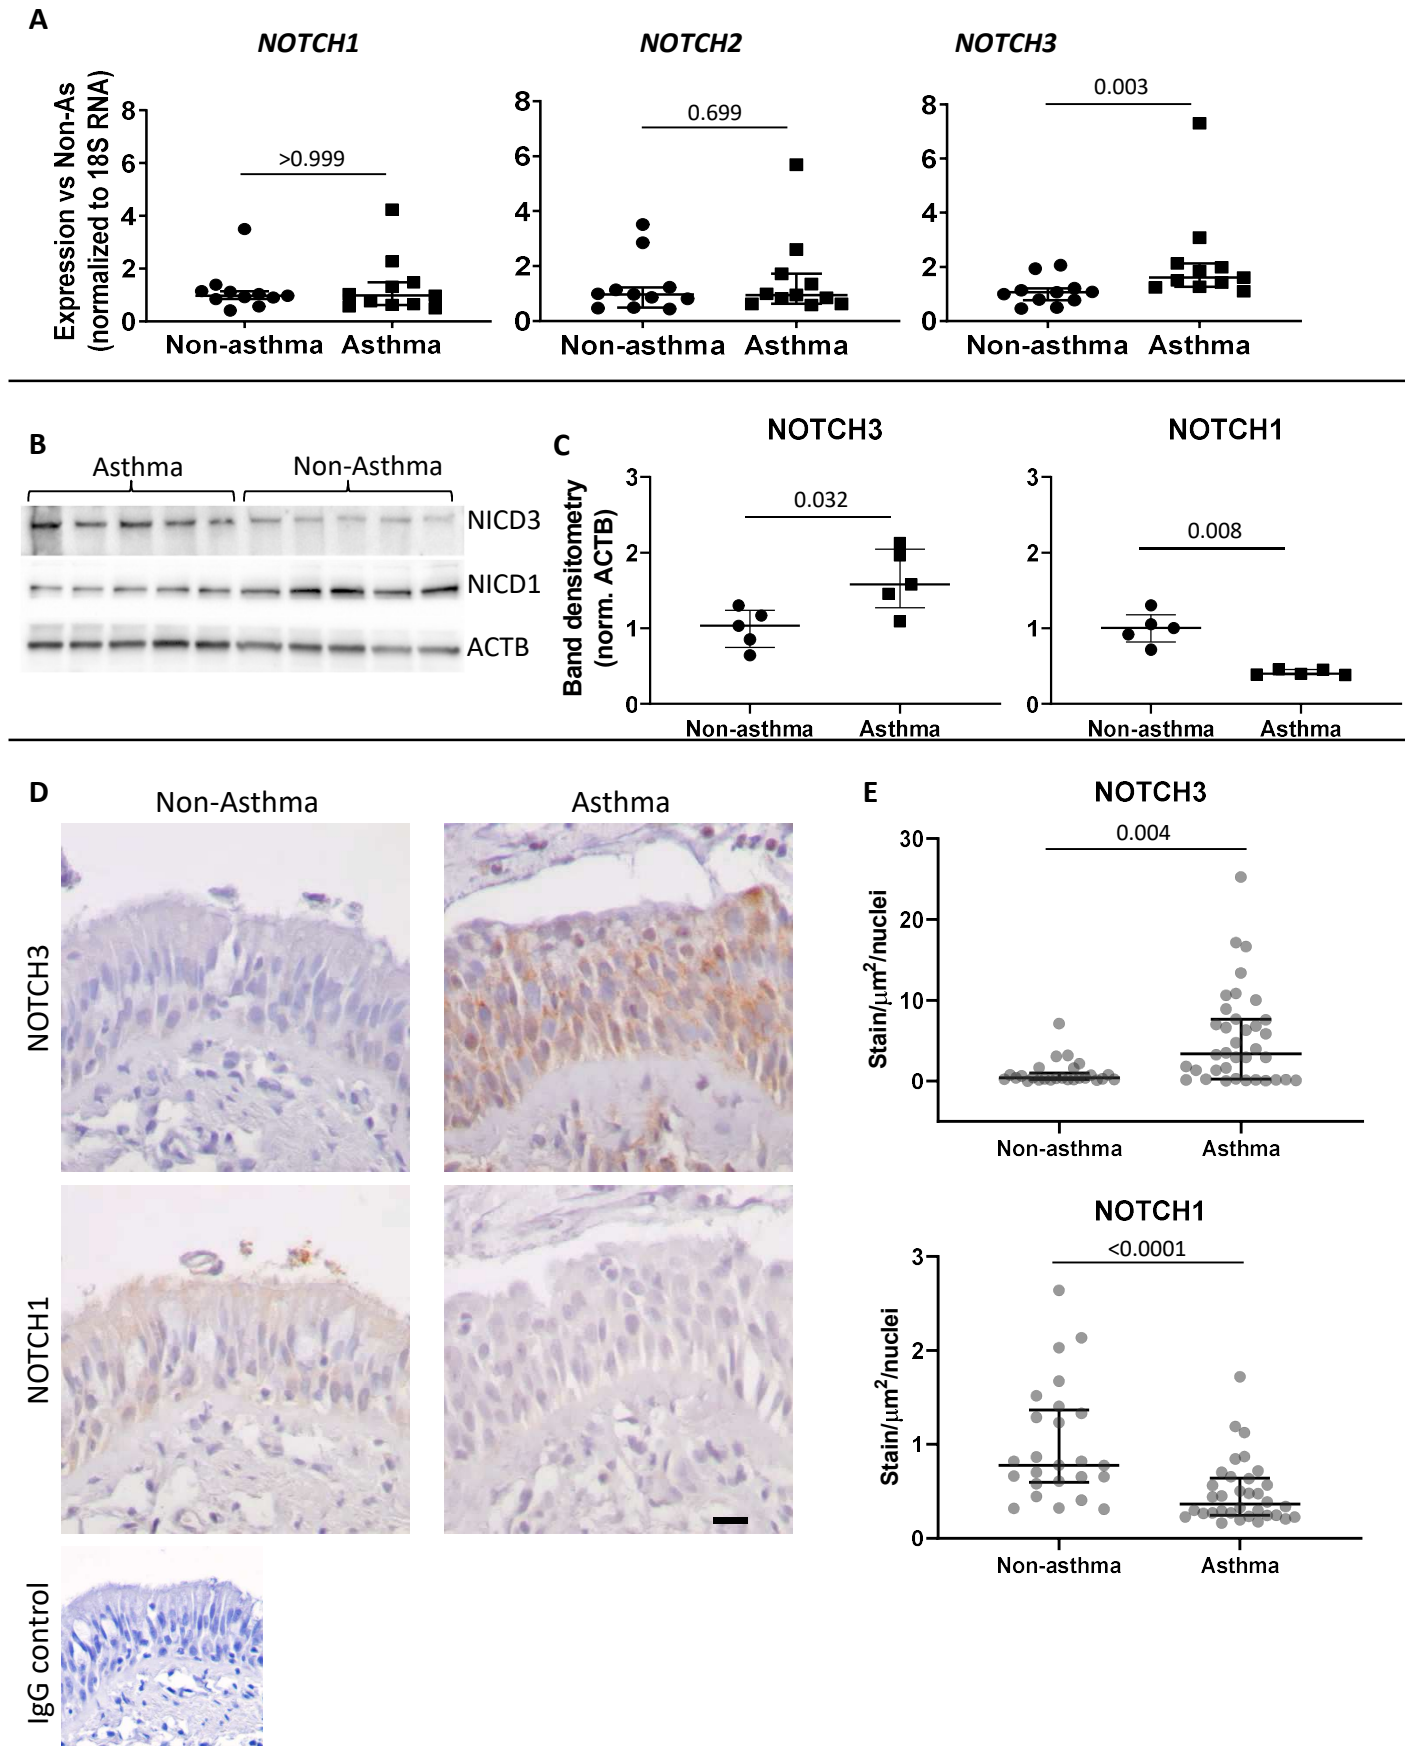 A
NOTCH1
NOTCH2
NOTCH3
Expression vs Non-As
(normalized to 18S RNA)
8
6
4
2
0
>0.999
Non-asthma
Asthma
8
6
4
2
0
0.699
Non-asthma
Asthma
8
6
4
2
0
0.003
Non-asthma
Asthma
B
Asthma
Non-Asthma
NICD3
NICD1
ACTB
C
NOTCH3
Band densitometry
(norm. ACTB)
3
2
1
0
0.032
Non-asthma
Asthma
NOTCH1
3
2
1
0
0.008
Non-asthma
Asthma
D
Non-Asthma
Asthma
NOTCH3
NOTCH1
IgG control
E
NOTCH3
Stain/μm²/nuclei
30
20
10
0
0.004
Non-asthma
Asthma
NOTCH1
Stain/μm²/nuclei
3
2
1
0
<0.0001
Non-asthma
Asthma